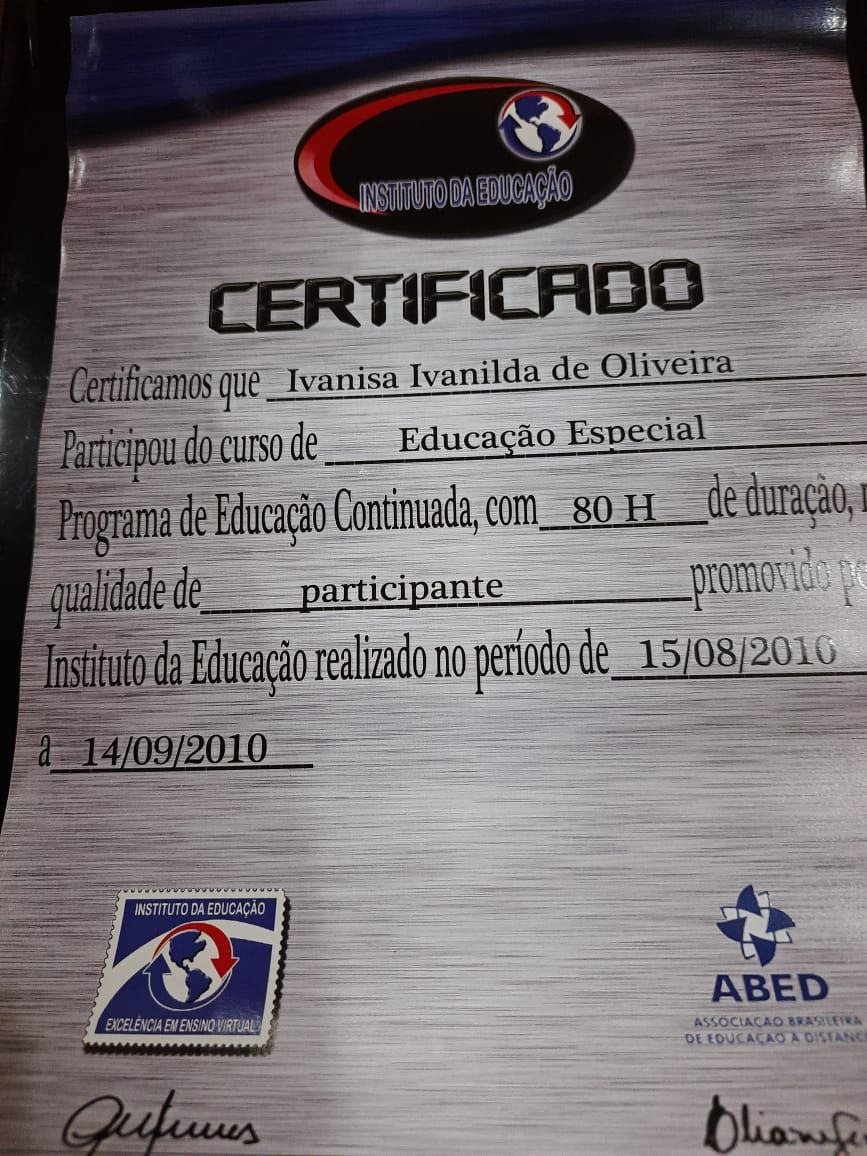 INSTITUTO DA EDUCAÇÃO
CERTIFICADO
Certificamos que Ivanisa Ivanilda de Oliveira
Participou do curso de Educação Especial
Programa de Educação Continuada, com 80 H de duração,
qualidade de participante promovido
Instituto da Educação realizado no período de 15/08/2010
a 14/09/2010
INSTITUTO DA EDUCAÇÃO
EXCELÊNCIA EM ENSINO VIRTUAL
ABED
ASSOCIAÇÃO BRASILEIRA
DE EDUCAÇÃO A